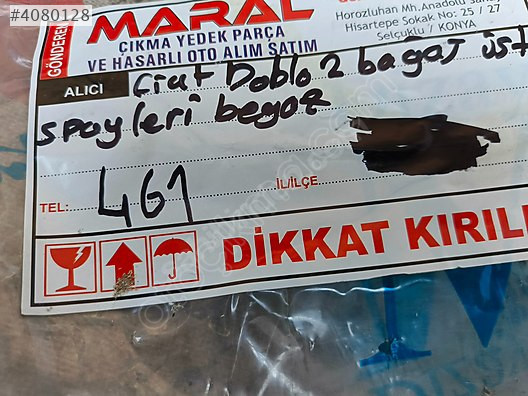 #4080128
GÖNDEREN
MARAL
ÇIKMA YEDEK PARÇA
VE HASARLI OTO ALIM SATIM
Horozluhan Mh. Anadolu
Hisartepe Sokak No: 25 / 27
Selçuklu / KONYA
ALICI Fiat Doblo 2 bagaj üst
spoyleri beyaz
İL/İLÇE
TEL: 461
DİKKAT KIRIL